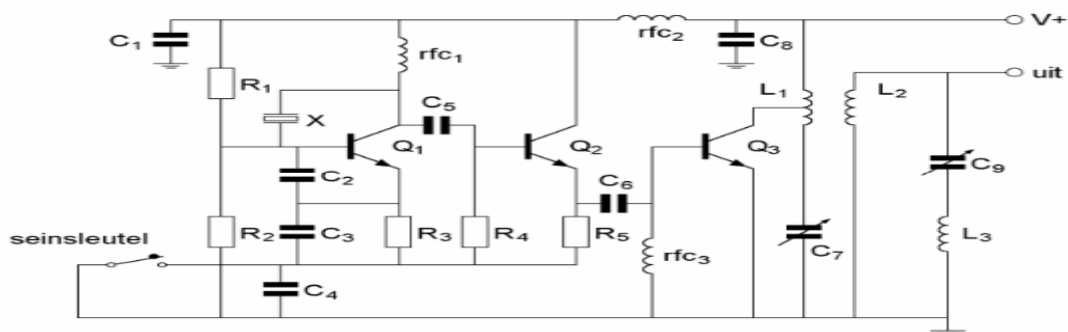 V+
C1
rfc1
rfc2
C8
uit
R1
L1
L2
C5
X
Q1
Q2
Q3
C2
C6
C9
R2
C3
R3
R4
R5
seinsleutel
rfc3
C7
L3
C4